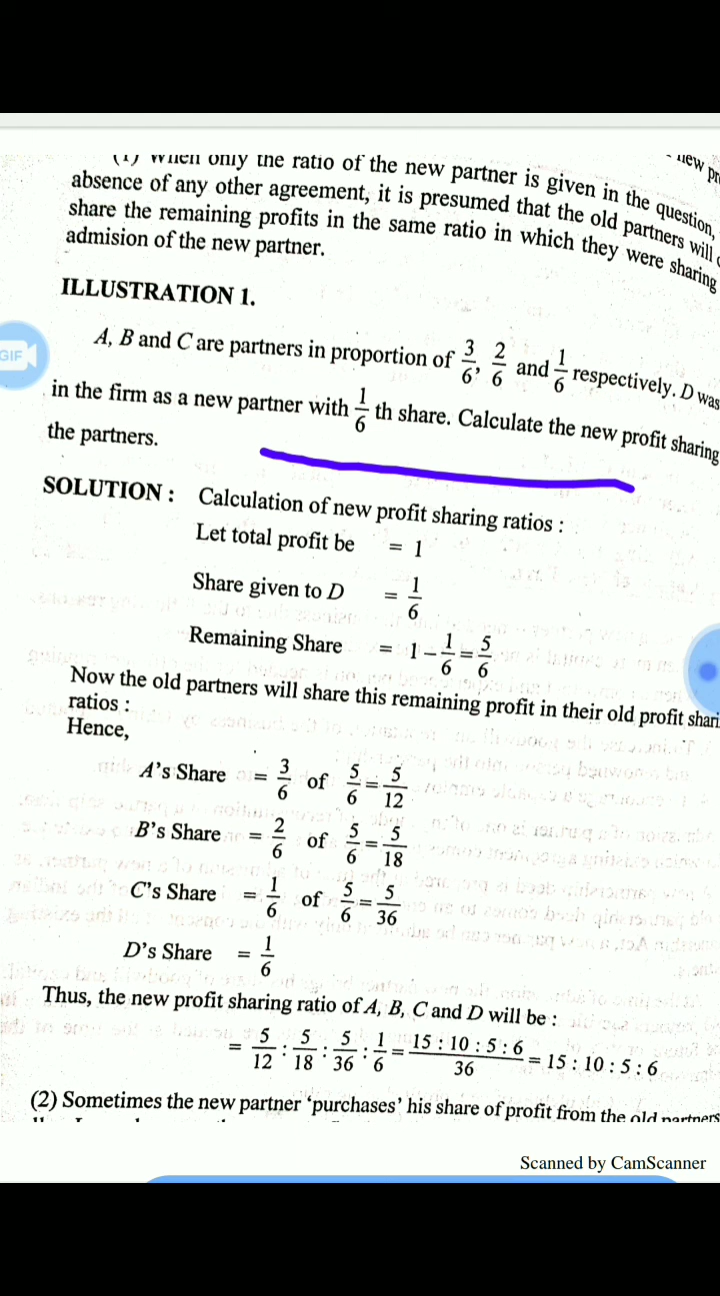 (1) When only the ratio of the new partner is given in the question,
new
absence of any other agreement, it is presumed that the old partners will
share the remaining profits in the same ratio in which they were sharing
admision of the new partner.
ILLUSTRATION 1.
A, B and C are partners in proportion of 3/6, 2/6 and 1/6 respectively. D was
GIF
in the firm as a new partner with 1/6 th share. Calculate the new profit sharing
the partners.
SOLUTION : Calculation of new profit sharing ratios :
Let total profit be = 1
Share given to D = 1/6
Remaining Share = 1 – 1/6 = 5/6
Now the old partners will share this remaining profit in their old profit
ratios :
Hence,
A's Share = 3/6 of 5/6 = 5/12
B's Share = 2/6 of 5/6 = 5/18
C's Share = 1/6 of 5/6 = 5/36
D's Share = 1/6
Thus, the new profit sharing ratio of A, B, C and D will be :
= 5/12 : 5/18 : 5/36 : 1/6 = 15 : 10 : 5 : 6/36 = 15 : 10 : 5 : 6
(2) Sometimes the new partner ‘purchases’ his share of profit from the old partners
Scanned by CamScanner